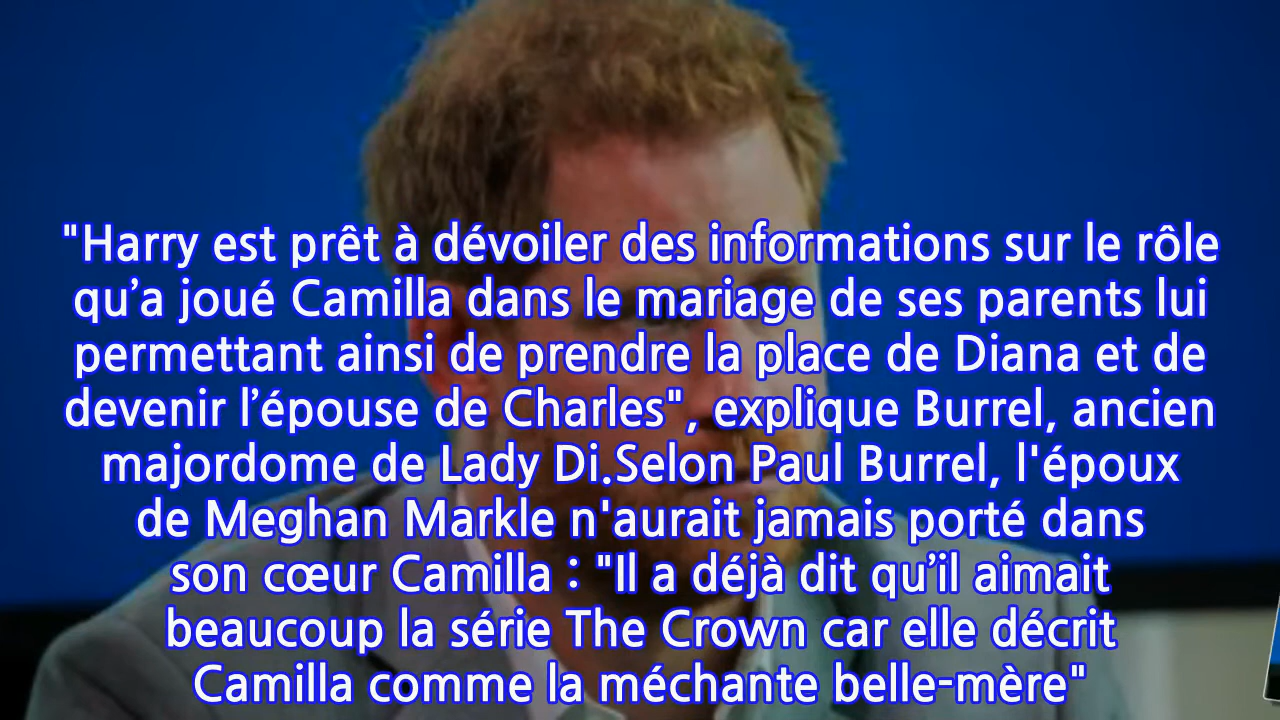 "Harry est prêt à dévoiler des informations sur le rôle
qu’a joué Camilla dans le mariage de ses parents lui
permettant ainsi de prendre la place de Diana et de
devenir l’épouse de Charles", explique Burrel, ancien
majordome de Lady Di.Selon Paul Burrel, l'époux
de Meghan Markle n'aurait jamais porté dans
son cœur Camilla : "Il a déjà dit qu’il aimait
beaucoup la série The Crown car elle décrit
Camilla comme la méchante belle-mère"